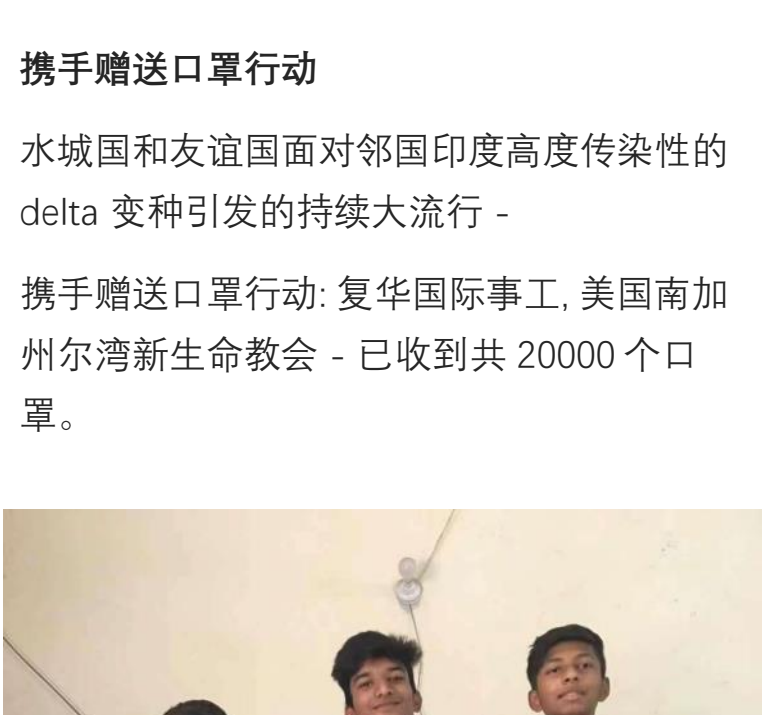 携手赠送口罩行动
水城国和友谊国面对邻国印度高度传染性的
delta 变种引发的持续大流行 -
携手赠送口罩行动: 复华国际事工, 美国南加
州尔湾新生命教会 - 已收到共 20000 个口
罩。